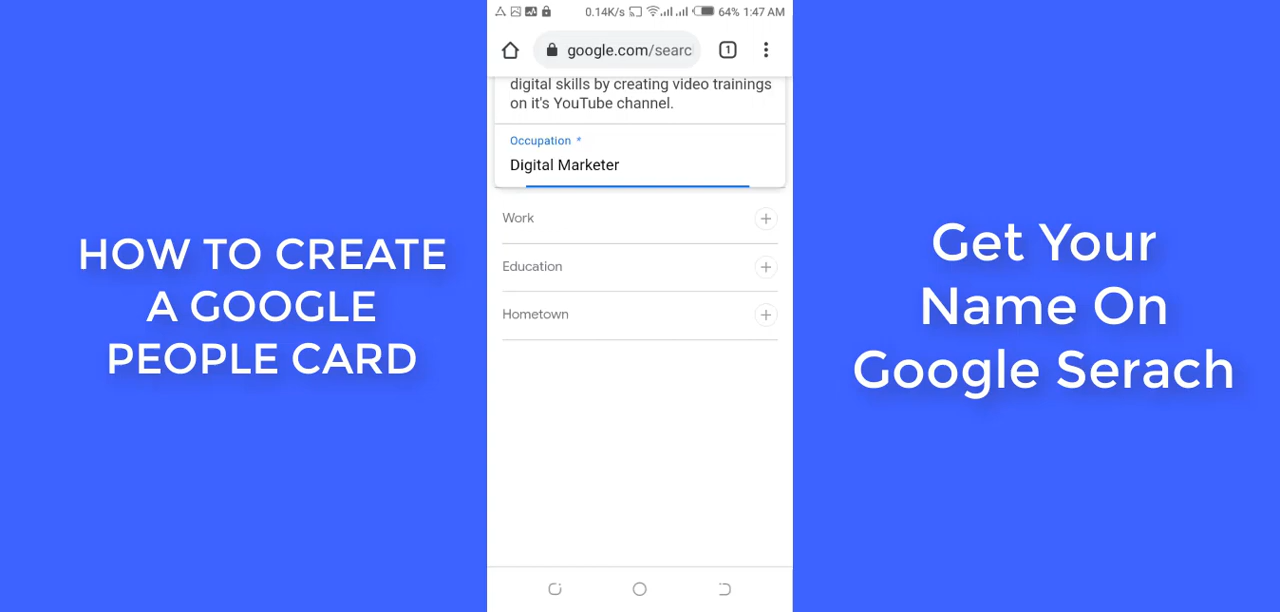 HOW TO CREATE
A GOOGLE
PEOPLE CARD
0.14K/s 64% 1:47 AM
google.com/searc
1
digital skills by creating video trainings
on it's YouTube channel.
Occupation *
Digital Marketer
Work
Education
Hometown
Get Your
Name On
Google Serach